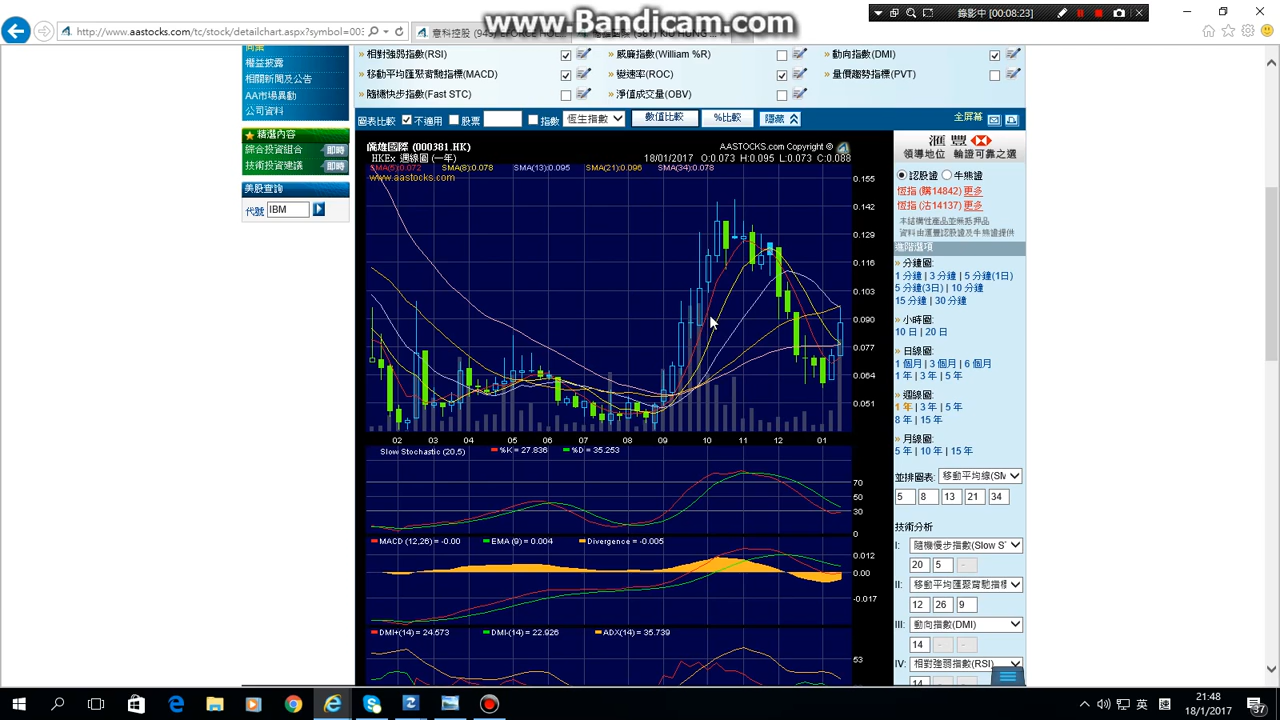 www.Bandicam.com
錄影中 [00:08:23]
http://www.aastocks.com/tc/stock/detailchart.aspx?symbol=00
權益披露
相關新聞及公告
AA市場異動
公司資料
精選內容
綜合投資組合 即時
技術投資建議 即時
美股查詢
代號 IBM
相對強弱指數(RSI)
威廉指數(William %R)
動向指數(DMI)
移動平均匯聚背馳指標(MACD)
變速率(ROC)
量價趨勢指標(PVT)
隨機快步指數(Fast STC)
淨值成交量(OBV)
圖表比較 不適用 股票 指數 恆生指數 數值比較 %比較 隱藏 全屏幕
國際 (000381.HK)
AASTOCKS.com Copyright ©
HKEx 週線圖 (一年)
18/01/2017 O:0.073 H:0.095 L:0.073 C:0.088
SMA(5):0.072 SMA(8):0.078 SMA(13):0.095 SMA(21):0.096 SMA(34):0.078
www.aastocks.com
0.155
0.142
0.129
0.116
0.103
0.090
0.077
0.064
0.051
02 03 04 05 06 07 08 09 10 11 12 01
Slow Stochastic (20,5) %K = 27.836 %D = 35.253
70
50
30
0
MACD (12,26) = -0.00 EMA (9) = 0.004 Divergence = -0.005
0.012
0.00
-0.017
DMI+(14) = 24.573 DMI-(14) = 22.926 ADX(14) = 35.739
53
滙豐
領導地位 輪證可靠之選
認股證 牛熊證
恆指 (購14842) 更多
恆指 (沽14137) 更多
本結構性產品並無抵押品
資料由滙豐認股證及牛熊證提供
進階選項
分鐘圖:
1 分鐘 | 3 分鐘 | 5 分鐘(1日)
5 分鐘(3日) | 10 分鐘
15 分鐘 | 30 分鐘
小時圖:
10 日 | 20 日
日線圖:
1 個月 | 3 個月 | 6 個月
1 年 | 3 年 | 5 年
週線圖:
1 年 | 3 年 | 5 年
8 年 | 15 年
月線圖:
5 年 | 10 年 | 15 年
並排圖表: 移動平均線(SM
5 8 13 21 34
技術分析
I: 隨機慢步指數(Slow S
20 5 -
II: 移動平均匯聚背馳指標
12 26 9
III: 動向指數(DMI)
14 - -
IV: 相對強弱指數(RSI)
14
英
21:48
18/1/2017
37